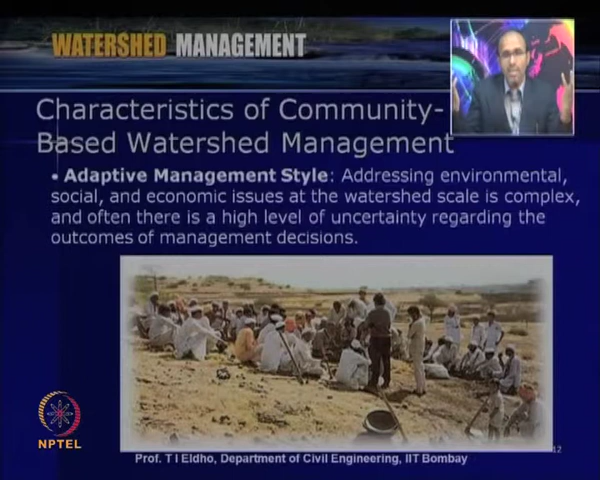 WATERSHED MANAGEMENT
Characteristics of Community-
Based Watershed Management
• Adaptive Management Style: Addressing environmental,
social, and economic issues at the watershed scale is complex,
and often there is a high level of uncertainty regarding the
outcomes of management decisions.
NPTEL
12
Prof. T I Eldho, Department of Civil Engineering, IIT Bombay